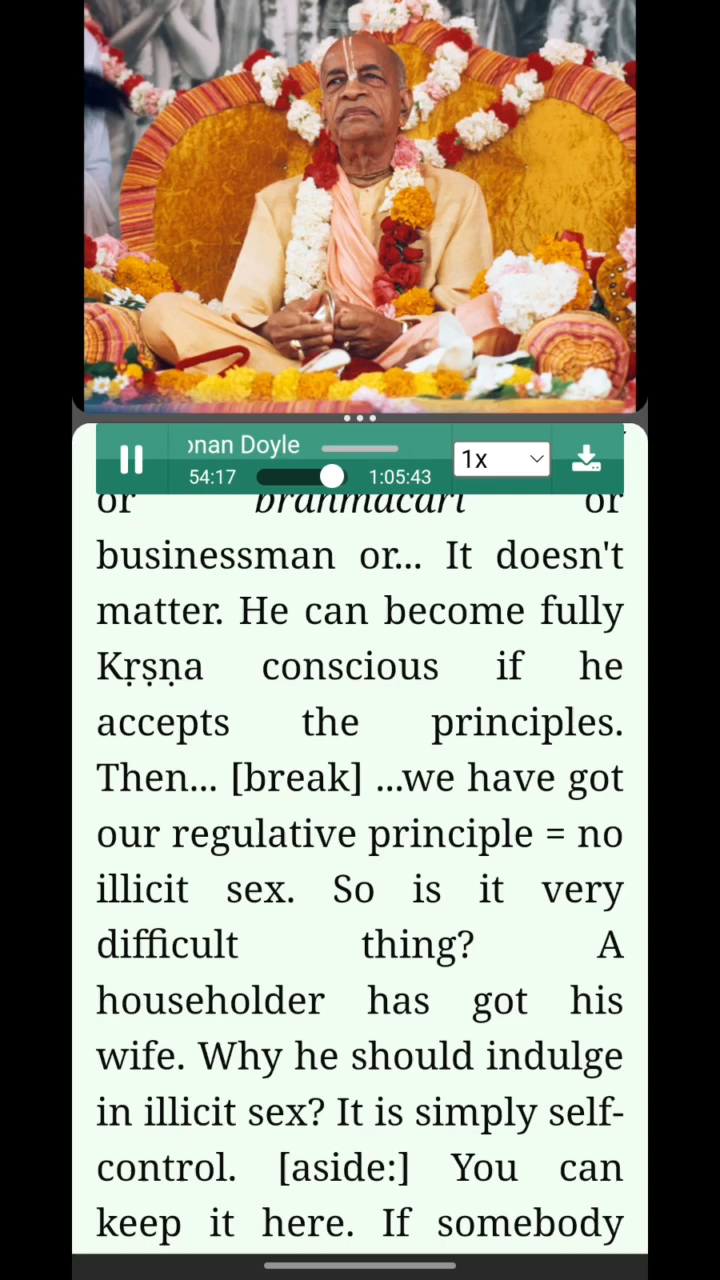 onan Doyle
54:17
1:05:43
1x
or brahmacārī or
businessman or... It doesn't
matter. He can become fully
Kṛṣṇa conscious if he
accepts the principles.
Then... [break] ...we have got
our regulative principle = no
illicit sex. So is it very
difficult thing? A
householder has got his
wife. Why he should indulge
in illicit sex? It is simply self-
control. [aside:] You can
keep it here. If somebody